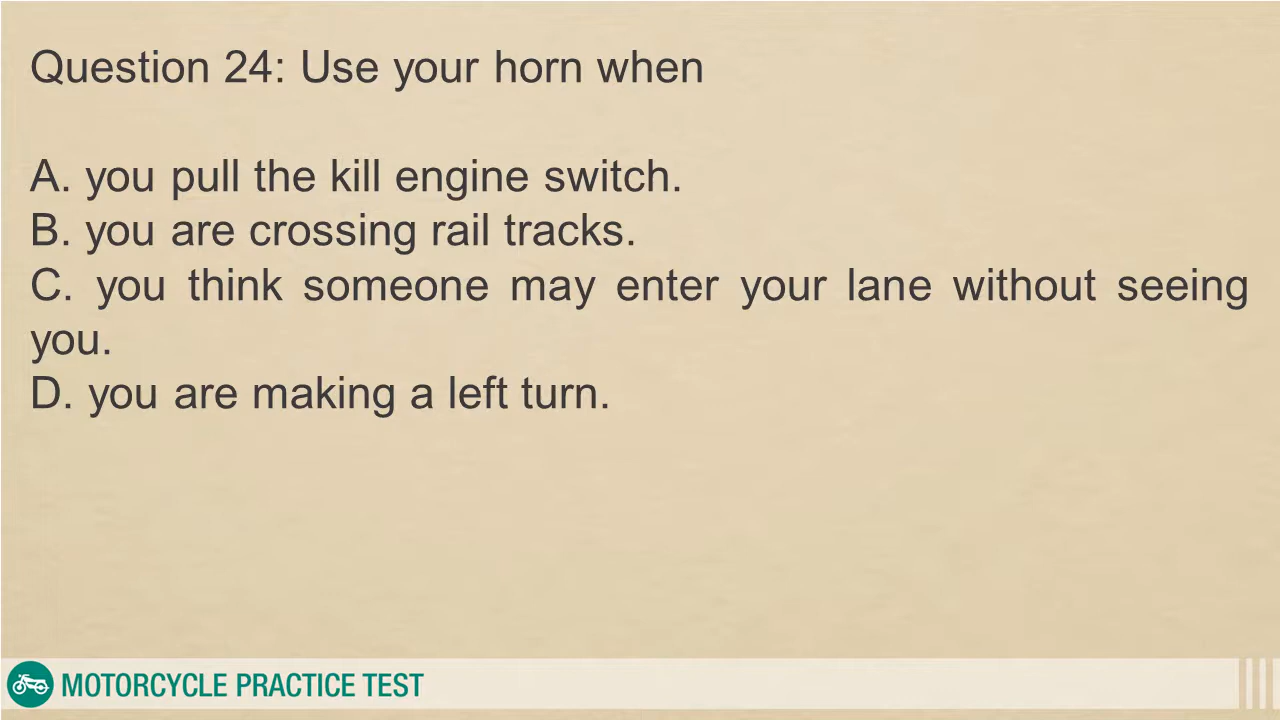 Question 24: Use your horn when
A. you pull the kill engine switch.
B. you are crossing rail tracks.
C. you think someone may enter your lane without seeing
you.
D. you are making a left turn.
MOTORCYCLE PRACTICE TEST